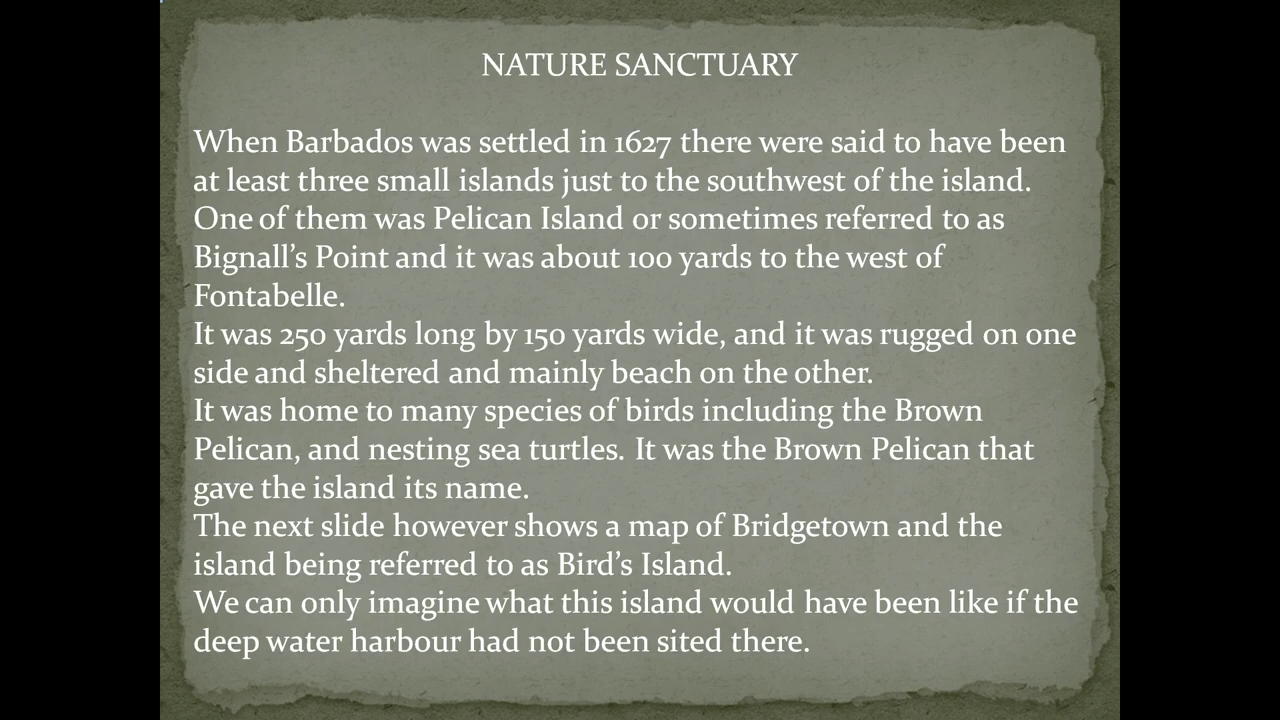 NATURE SANCTUARY
When Barbados was settled in 1627 there were said to have been
at least three small islands just to the southwest of the island.
One of them was Pelican Island or sometimes referred to as
Bignall’s Point and it was about 100 yards to the west of
Fontabelle.
It was 250 yards long by 150 yards wide, and it was rugged on one
side and sheltered and mainly beach on the other.
It was home to many species of birds including the Brown
Pelican, and nesting sea turtles. It was the Brown Pelican that
gave the island its name.
The next slide however shows a map of Bridgetown and the
island being referred to as Bird’s Island.
We can only imagine what this island would have been like if the
deep water harbour had not been sited there.